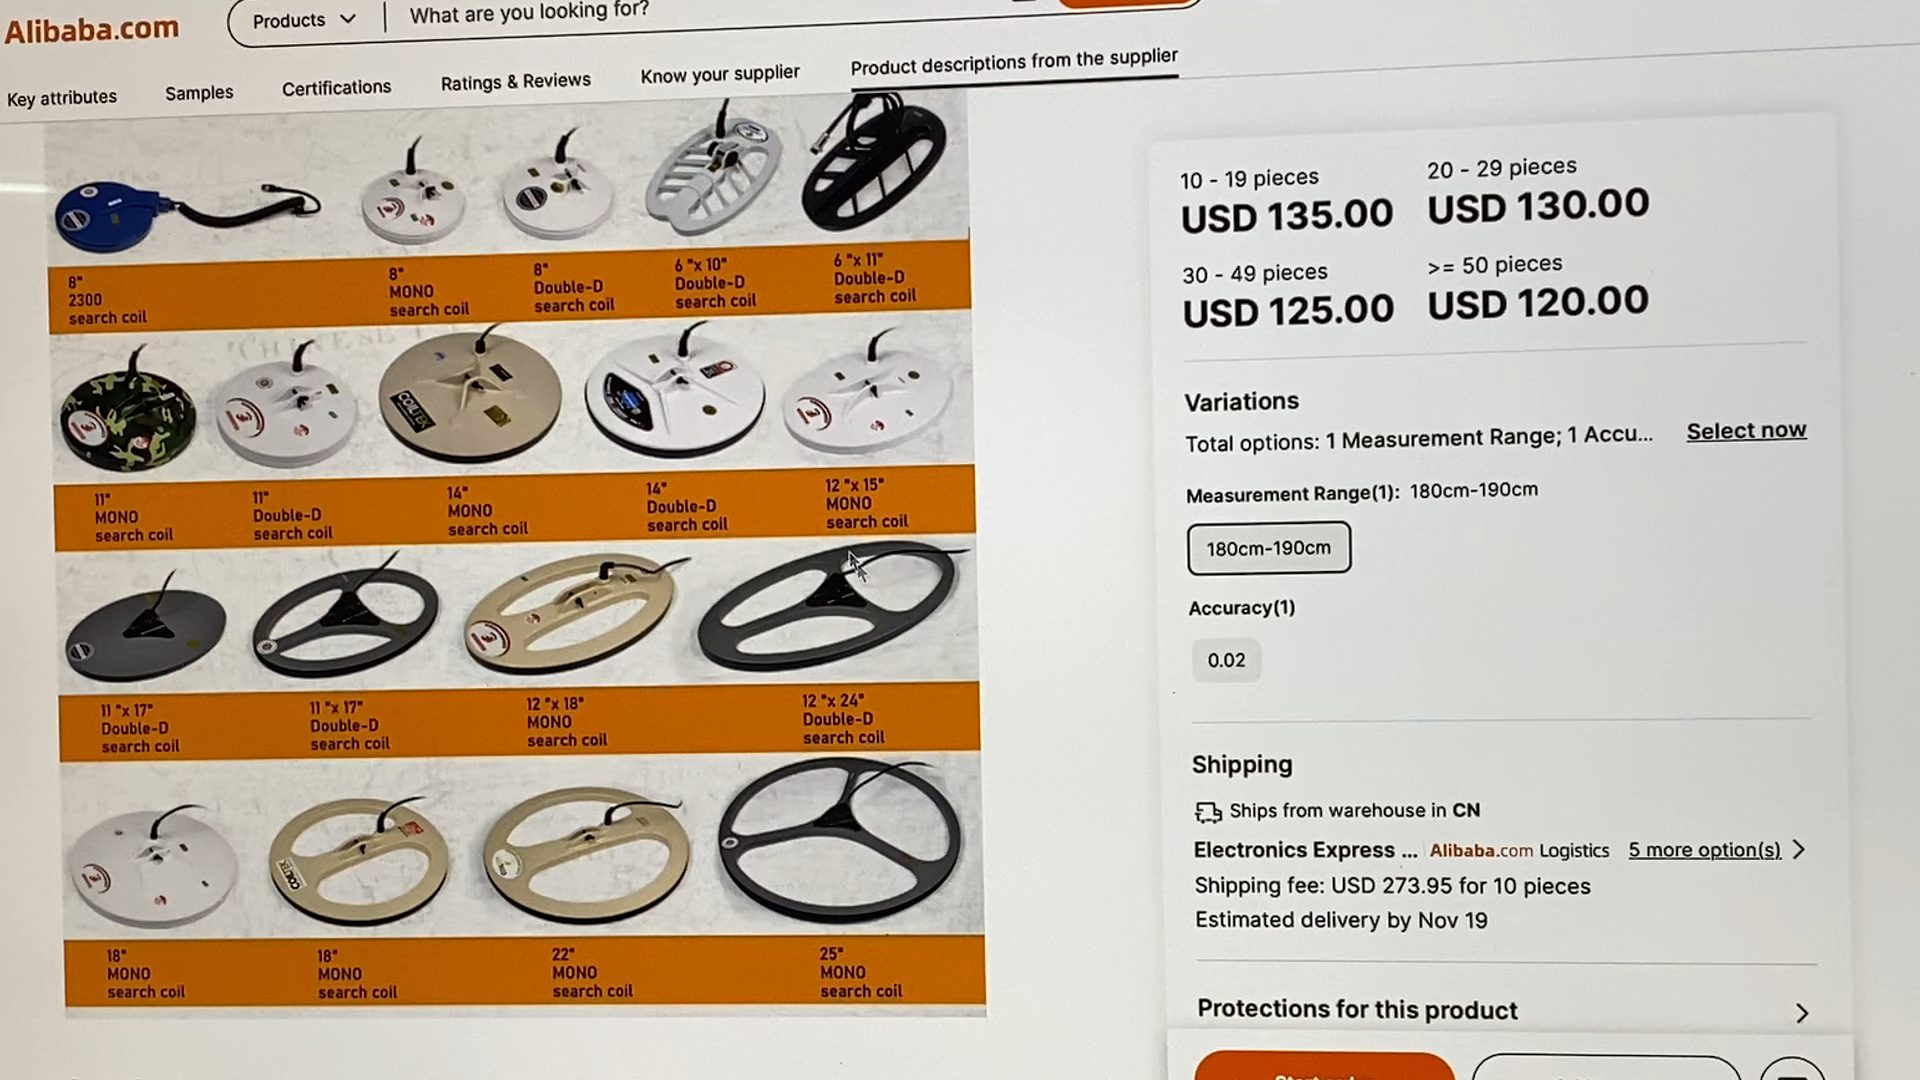 Alibaba.com
Products
What are you looking for?
Key attributes
Samples
Certifications
Ratings & Reviews
Know your supplier
Product descriptions from the supplier
8"
2300
search coil
8"
MONO
search coil
8"
Double-D
search coil
6 "x 10"
Double-D
search coil
6 "x 11"
Double-D
search coil
11"
MONO
search coil
11"
Double-D
search coil
COILTEK
14"
MONO
search coil
14"
Double-D
search coil
12 "x 15"
MONO
search coil
11 "x 17"
Double-D
search coil
11 "x 17"
Double-D
search coil
12 "x 18"
MONO
search coil
12 "x 24"
Double-D
search coil
18"
MONO
search coil
COILTEK
18"
MONO
search coil
22"
MONO
search coil
25"
MONO
search coil
10 - 19 pieces
USD 135.00
20 - 29 pieces
USD 130.00
30 - 49 pieces
USD 125.00
>= 50 pieces
USD 120.00
Variations
Total options: 1 Measurement Range; 1 Accu...
Select now
Measurement Range(1): 180cm-190cm
180cm-190cm
Accuracy(1)
0.02
Shipping
Ships from warehouse in CN
Electronics Express ... Alibaba.com Logistics 5 more option(s)
Shipping fee: USD 273.95 for 10 pieces
Estimated delivery by Nov 19
Protections for this product